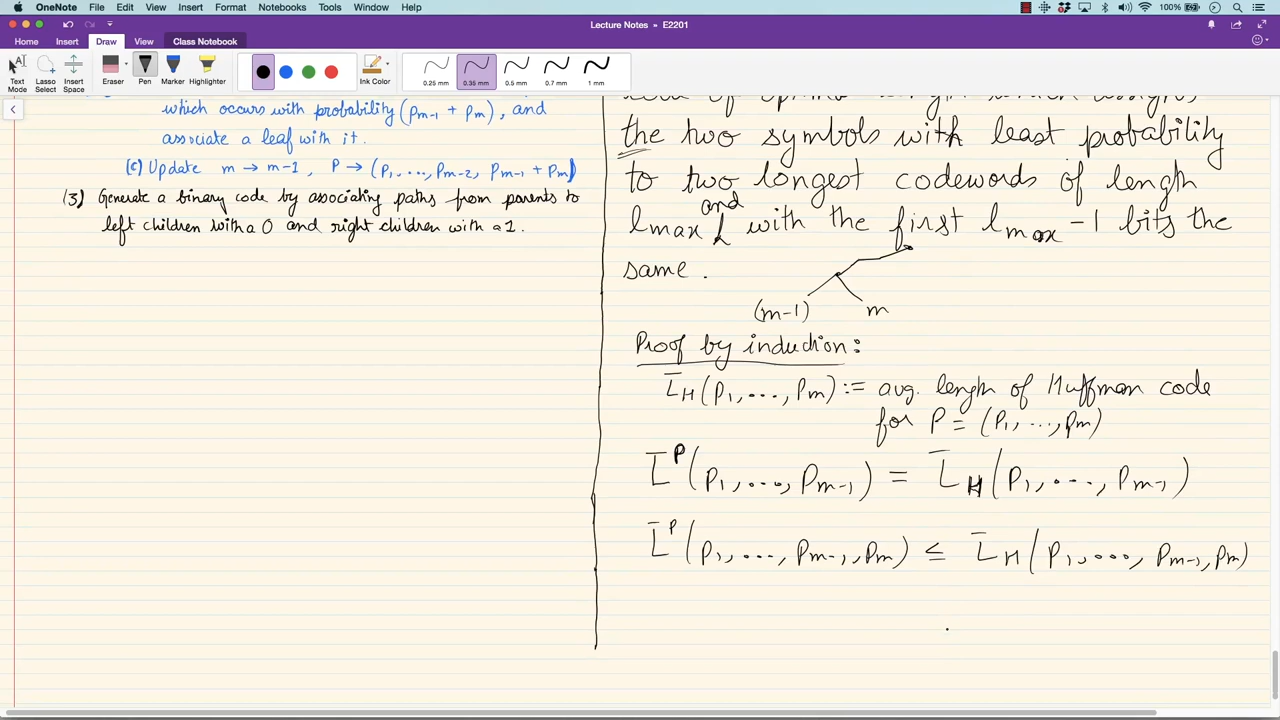 OneNote File Edit View Insert Format Notebooks Tools Window Help 100%
Lecture Notes » E2201
Home Insert Draw View Class Notebook
Text Mode Lasso Select Insert Space Eraser Pen Marker Highlighter Ink Color 0.25 mm 0.35 mm 0.5 mm 0.7 mm 1 mm
which occurs with probability (pm-1 + pm), and
associate a leaf with it.
(c) Update m → m-1, P → (p1, ..., pm-2, pm-1 + pm)
(3) Generate a binary code by associating paths from parents to
left children with a 0 and right children with a 1.
the two symbols with least probability
to two longest codewords of length
lmax and with the first lmax -1 bits the
same.
(m-1) m
Proof by induction:
L̄H(p1, ..., pm) := avg. length of Huffman code
for P = (p1, ..., pm)
L̄P(p1, ..., pm-1) = L̄H(p1, ..., pm-1)
L̄P(p1, ..., pm-1, pm) ≤ L̄H(p1, ..., pm-1, pm)